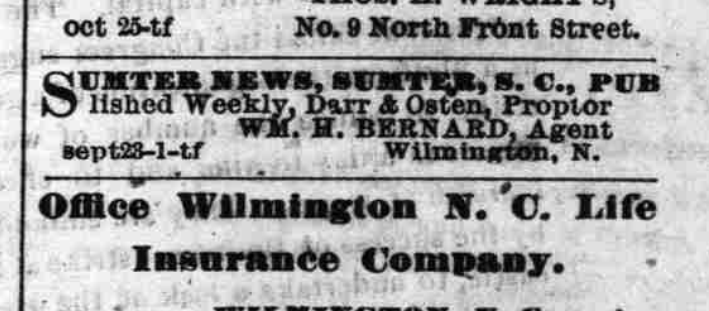 oct 25-tf No. 9 North Front Street.
SUMTER NEWS, SUMTER, S. C., PUB
lished Weekly, Darr & Osten, Proptor
WM. H. BERNARD, Agent
sept23-1-tf Wilmington, N.
Office Wilmington N. C. Life
Insurance Company.